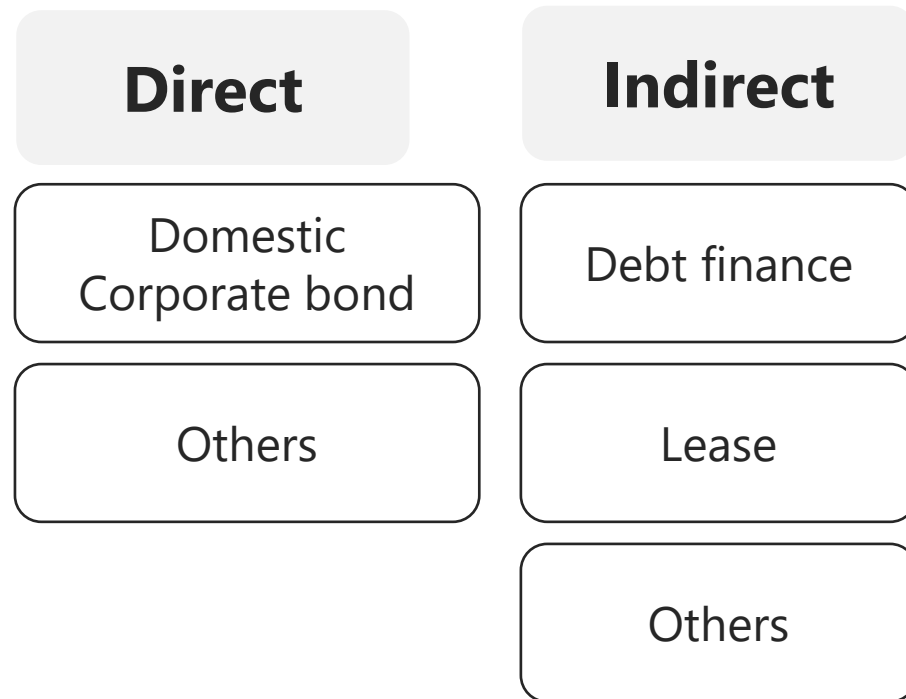 Direct
Domestic
Corporate bond
Others
Indirect
Debt finance
Lease
Others